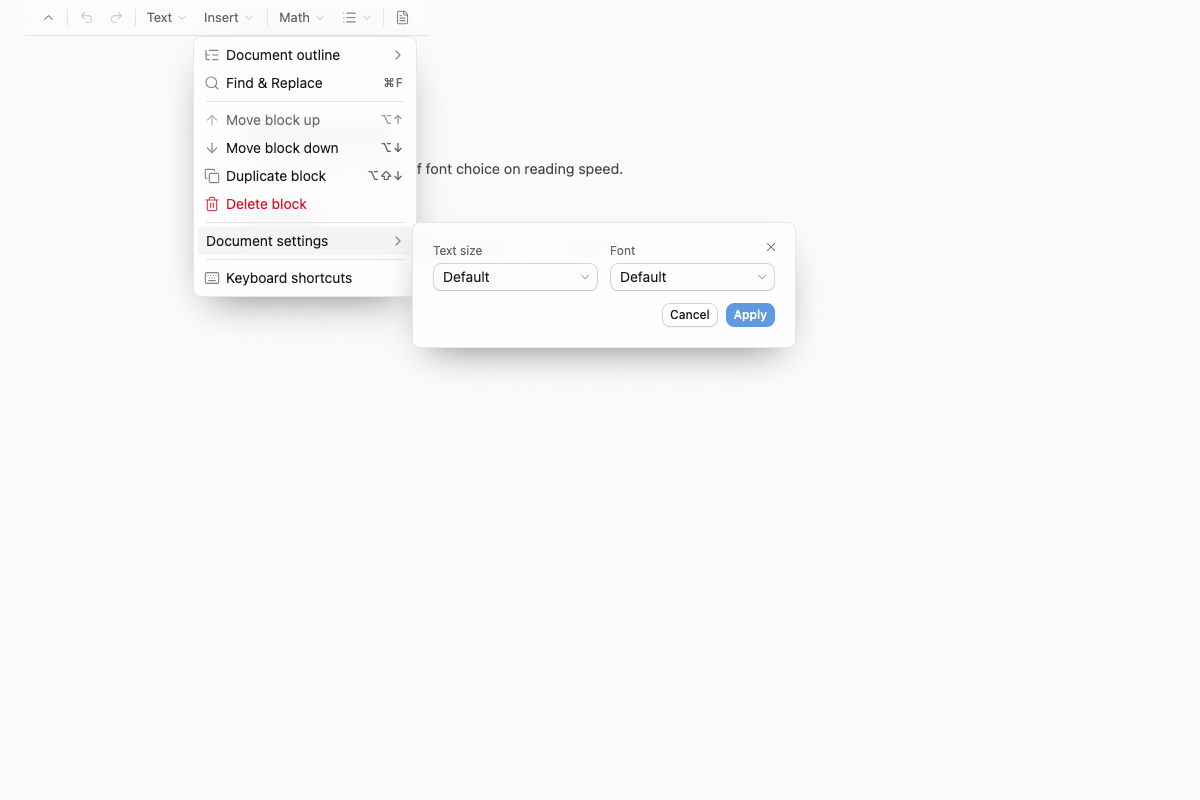 Text Insert Math
Document outline
Find & Replace ⌘F
Move block up ⌥↑
Move block down ⌥↓
Duplicate block ⌥⇧↓
Delete block
Document settings
Keyboard shortcuts
font choice on reading speed.
Text size Font
Default Default
Cancel Apply